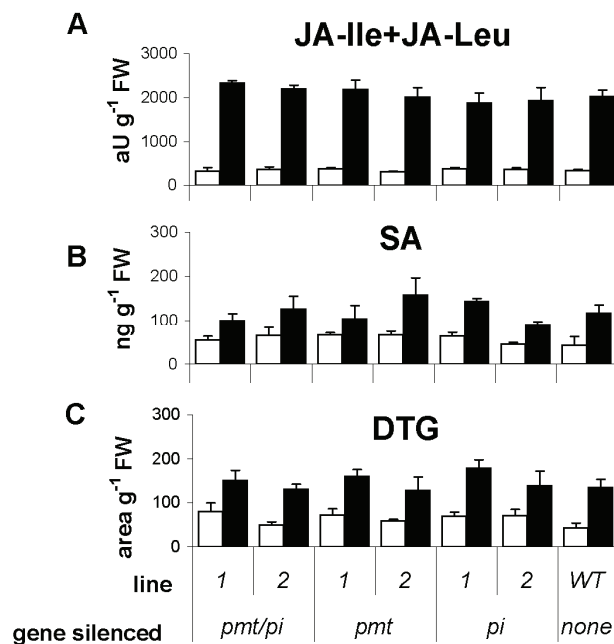 A
JA-Ile+JA-Leu
aU g⁻¹ FW
3000
2000
1000
0
B
SA
ng g⁻¹ FW
300
200
100
0
C
DTG
area g⁻¹ FW
300
200
100
0
line 1 2 1 2 1 2 WT
gene silenced pmt/pi pmt pi none